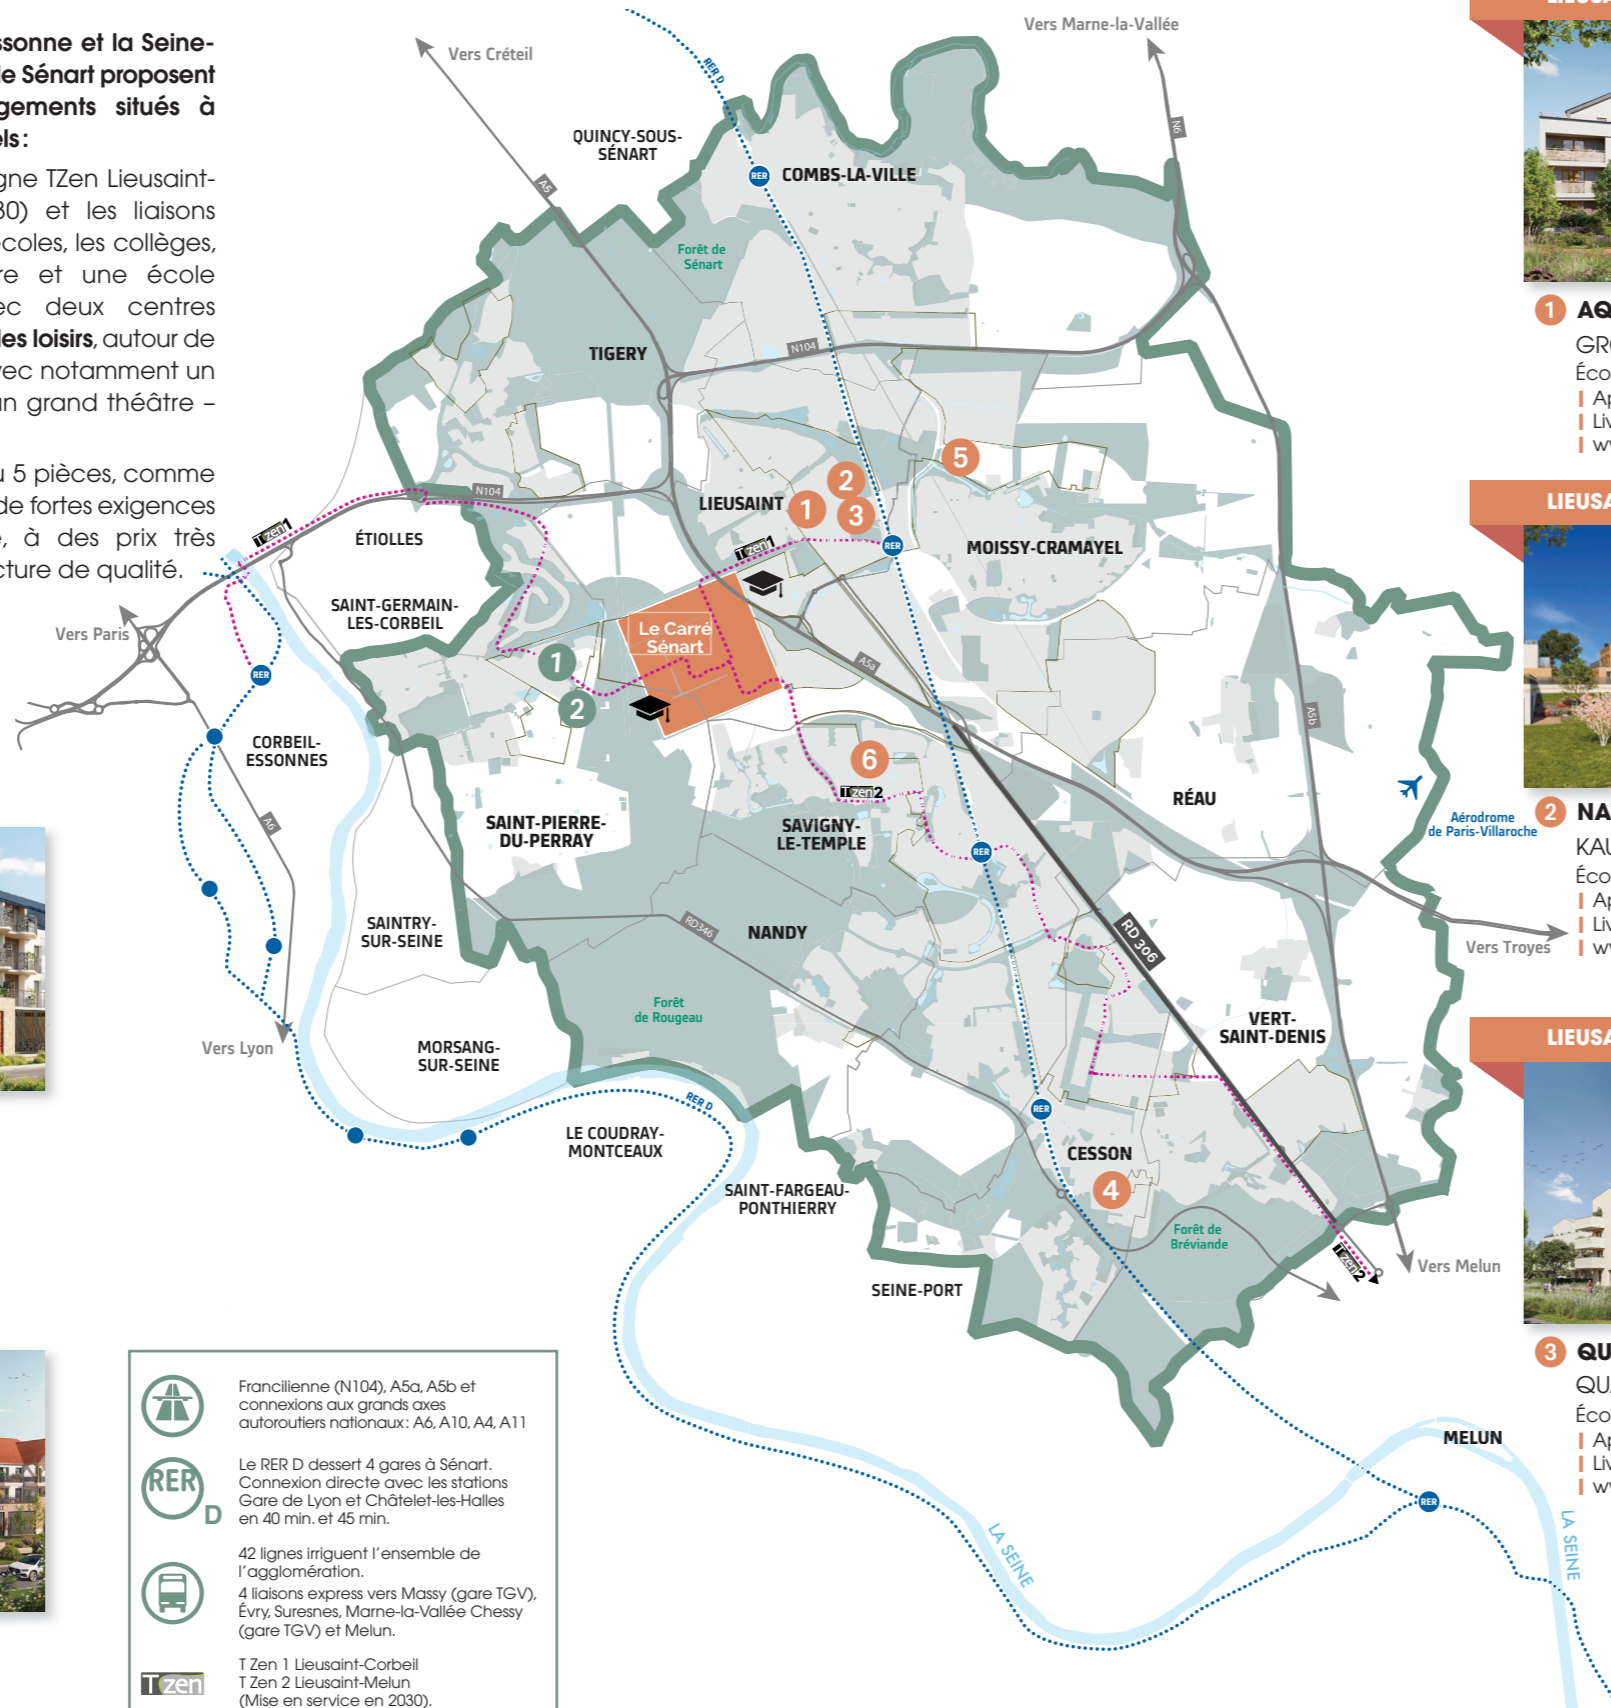 ssonne et la Seine-
le Sénart proposent
gements situés à
els :
gne TZen Lieusaint-
30) et les liaisons
écoles, les collèges,
re et une école
ec deux centres
les loisirs, autour de
vec notamment un
un grand théâtre –
u 5 pièces, comme
de fortes exigences
e, à des prix très
cture de qualité.
Vers Créteil
Vers Marne-la-Vallée
RER D
N6
A5
QUINCY-SOUS-
SÉNART
RER
COMBS-LA-VILLE
Forêt de
Sénart
TIGERY
N104
N104
5
2
LIEUSAINT
1
3
T zen 1
ÉTIOLLES
T zen 1
RER
MOISSY-CRAMAYEL
SAINT-GERMAIN-
LES-CORBEIL
Vers Paris
Le Carré
Sénart
RER
1
A5a
2
A5b
CORBEIL-
ESSONNES
6
T zen 2
RÉAU
Aérodrome
de Paris-Villaroche
A6
SAINT-PIERRE-
DU-PERRAY
SAVIGNY-
LE-TEMPLE
RER
SAINTRY-
SUR-SEINE
RD346
NANDY
RD 306
Vers Troyes
Forêt
de Rougeau
VERT-
SAINT-DENIS
Vers Lyon
MORSANG-
SUR-SEINE
RER D
RER
LE COUDRAY-
MONTCEAUX
CESSON
4
SAINT-FARGEAU-
PONTHIERRY
Forêt de
Bréviande
T zen 2
Vers Melun
SEINE-PORT
MELUN
RER
LA SEINE
LA SEINE
Francilienne (N104), A5a, A5b et
connexions aux grands axes
autoroutiers nationaux : A6, A10, A4, A11
RER
D
Le RER D dessert 4 gares à Sénart.
Connexion directe avec les stations
Gare de Lyon et Châtelet-les-Halles
en 40 min. et 45 min.
42 lignes irriguent l'ensemble de
l'agglomération.
4 liaisons express vers Massy (gare TGV),
Évry, Suresnes, Marne-la-Vallée Chessy
(gare TGV) et Melun.
T zen
T Zen 1 Lieusaint-Corbeil
T Zen 2 Lieusaint-Melun
(Mise en service en 2030).
LIEUSA
1 AQ
GRO
Éco
Ap
Liv
w
LIEUSA
2 NA
KAU
Éco
Ap
Liv
w
LIEUSA
3 QU
QUA
Éco
Ap
Liv
w